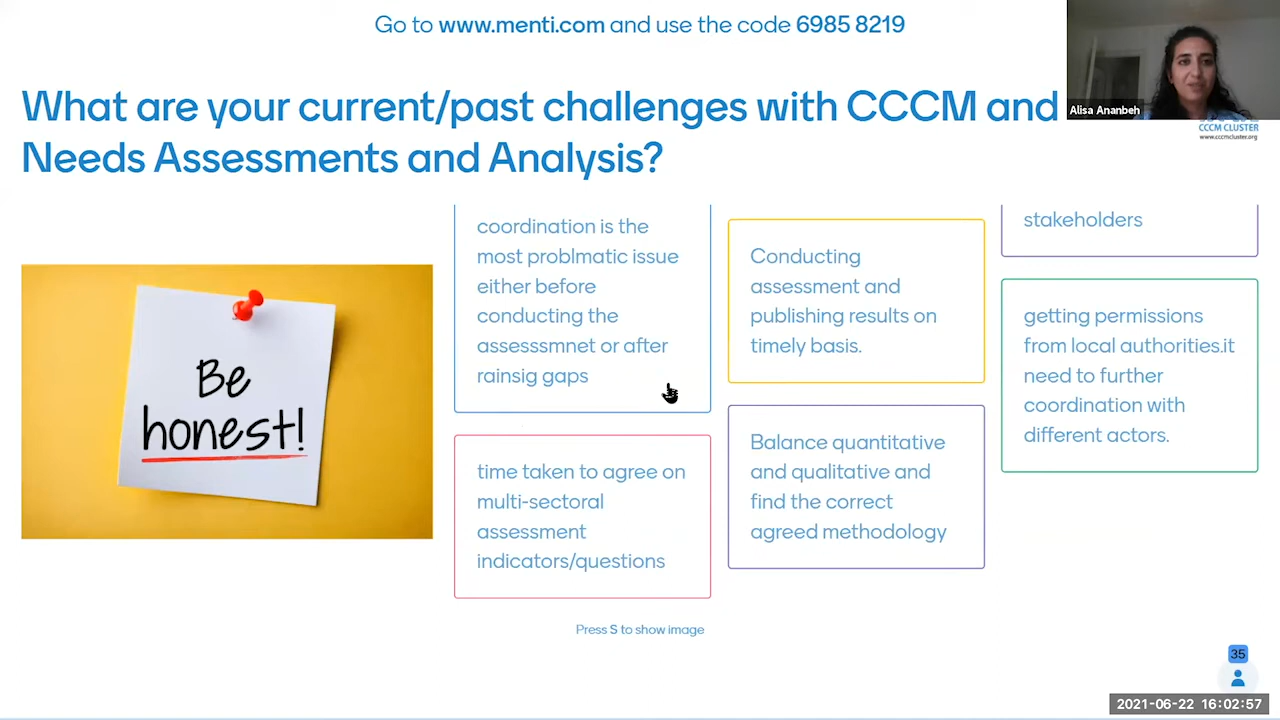 Go to www.menti.com and use the code 6985 8219
Alisa Ananbeh
CCCM CLUSTER
www.cccmcluster.org
What are your current/past challenges with CCCM and
Needs Assessments and Analysis?
Be
honest!
coordination is the
most problmatic issue
either before
conducting the
assesssmnet or after
rainsig gaps
time taken to agree on
multi-sectoral
assessment
indicators/questions
Conducting
assessment and
publishing results on
timely basis.
Balance quantitative
and qualitative and
find the correct
agreed methodology
stakeholders
getting permissions
from local authorities.it
need to further
coordination with
different actors.
Press S to show image
35
2021-06-22 16:02:57